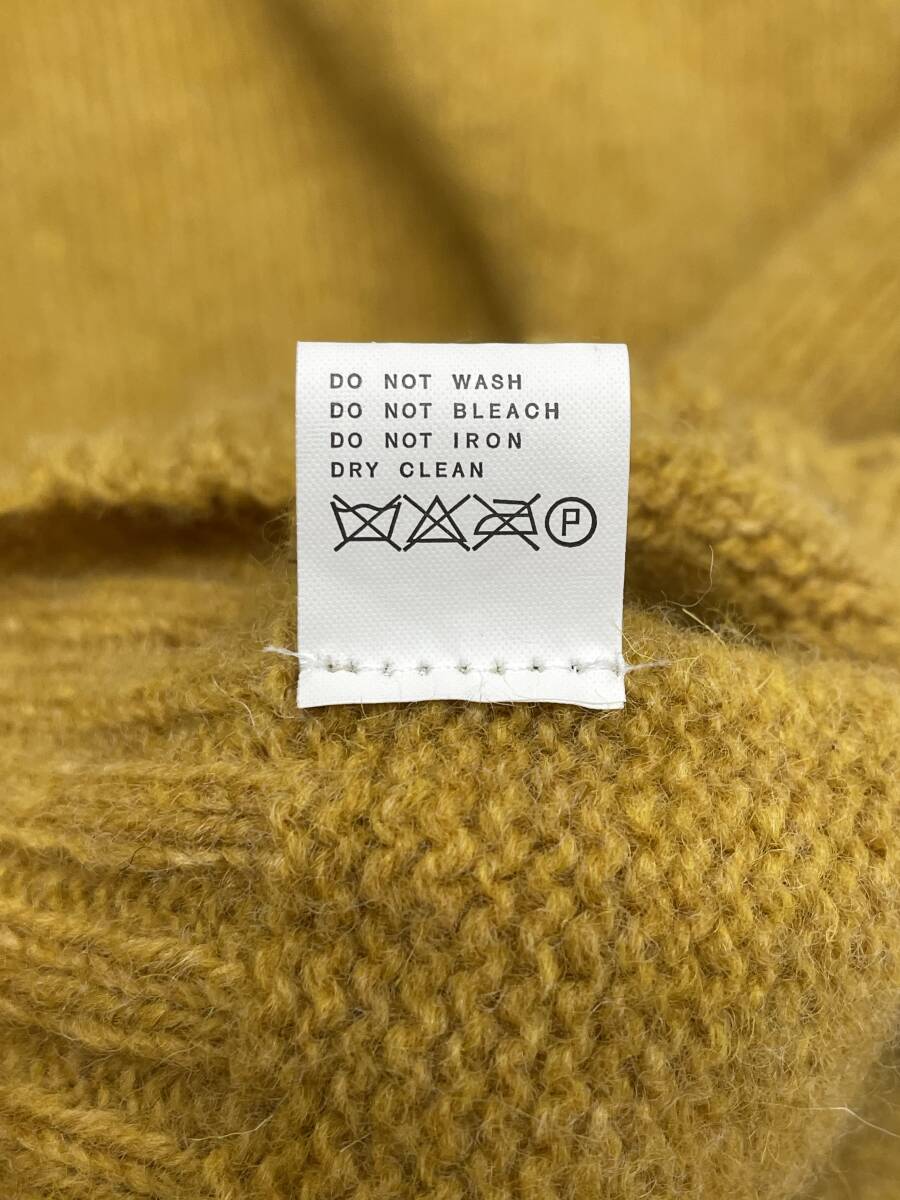 DO NOT WASH
DO NOT BLEACH
DO NOT IRON
DRY CLEAN
P